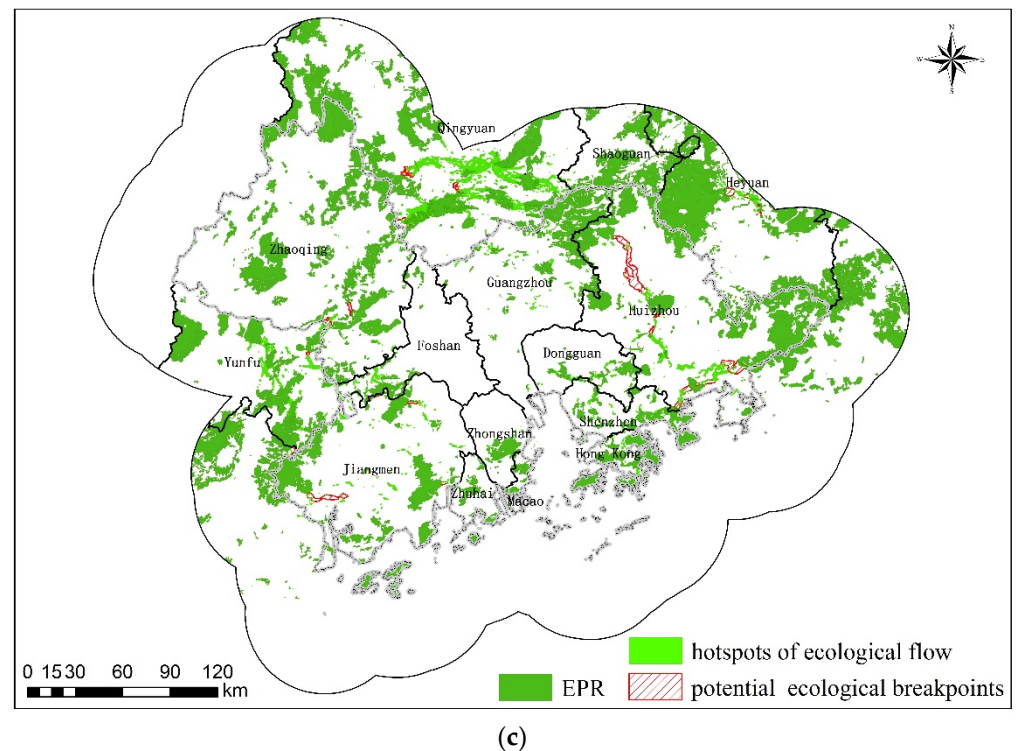 N
W E
S
Qingyuan
Shaoguan
Heyuan
Zhaoqing
Guangzhou
Huizhou
Foshan
Dongguan
Yunfu
Shenzhen
Zhongshan
Hong Kong
Jiangmen
Zhuhai
Macao
hotspots of ecological flow
0 15 30 60 90 120
km
EPR
potential ecological breakpoints
(c)